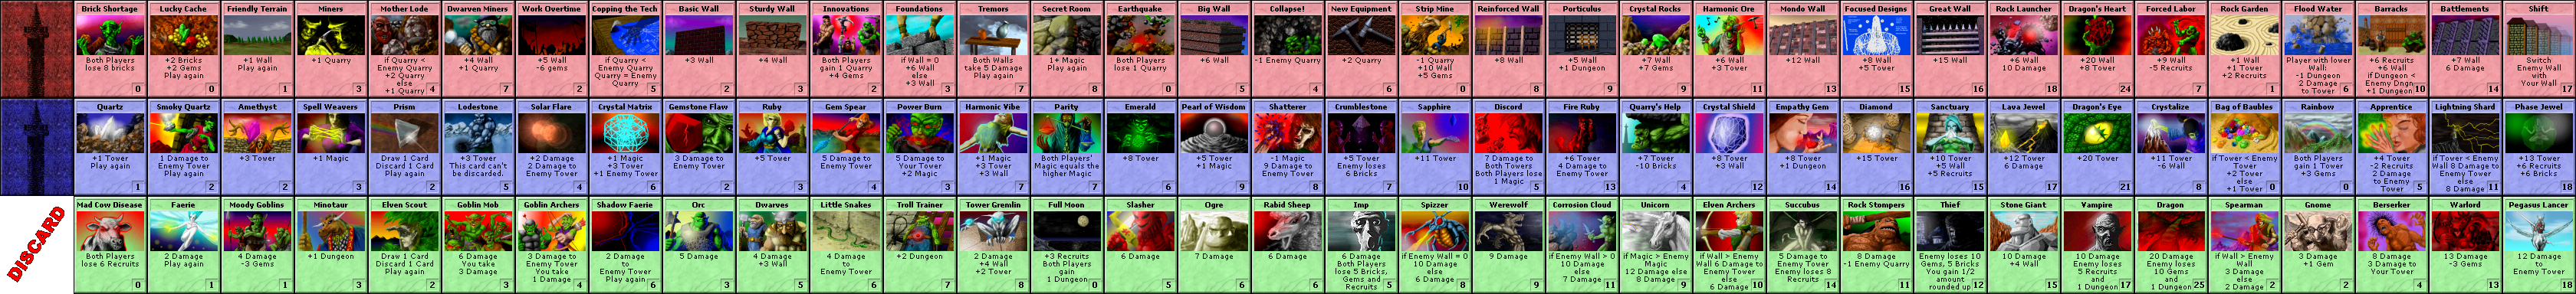 Brick Shortage
Both Players
lose 8 bricks
0
Lucky Cache
+2 Bricks
+2 Gems
Play again
0
Friendly Terrain
+1 Wall
Play again
1
Miners
+1 Quarry
3
Mother Lode
if Quarry <
Enemy Quarry
+2 Quarry
else
+1 Quarry
4
Dwarven Miners
+4 Wall
+1 Quarry
7
Work Overtime
+5 Wall
-6 gems
2
Copping the Tech
if Quarry <
Enemy Quarry
Quarry = Enemy
Quarry
5
Basic Wall
+3 Wall
2
Sturdy Wall
+4 Wall
3
Innovations
Both Players
gain 1 Quarry
+4 Gems
2
Foundations
if Wall = 0
+6 Wall
else
+3 Wall
3
Tremors
Both Walls
take 5 Damage
Play again
7
Secret Room
1+ Magic
Play again
8
Earthquake
Both Players
lose 1 Quarry
0
Big Wall
+6 Wall
5
Collapse!
-1 Enemy Quarry
4
New Equipment
+2 Quarry
6
Strip Mine
-1 Quarry
+10 Wall
+5 Gems
0
Reinforced Wall
+8 Wall
8
Porticulus
+5 Wall
+1 Dungeon
9
Crystal Rocks
+7 Wall
+7 Gems
9
Harmonic Ore
+6 Wall
+3 Tower
11
Mondo Wall
+12 Wall
13
Focused Designs
+8 Wall
+5 Tower
15
Great Wall
+15 Wall
16
Rock Launcher
+6 Wall
10 Damage
18
Dragon's Heart
+20 Wall
+8 Tower
24
Forced Labor
+9 Wall
-5 Recruits
7
Rock Garden
+1 Wall
+1 Tower
+2 Recruits
1
Flood Water
Player with lower
Wall:
-1 Dungeon
2 Damage
to Tower
6
Barracks
+6 Recruits
+6 Wall
if Dungeon <
Enemy Dngn
+1 Dungeon
10
Battlements
+7 Wall
6 Damage
14
Shift
Switch
Enemy Wall
with
Your Wall
17
Quartz
+1 Tower
Play again
1
Smoky Quartz
1 Damage to
Enemy Tower
Play again
2
Amethyst
+3 Tower
2
Spell Weavers
+1 Magic
3
Prism
Draw 1 Card
Discard 1 Card
Play again
2
Lodestone
+3 Tower
This card can't
be discarded.
5
Solar Flare
+2 Damage
2 Damage to
Enemy Tower
4
Crystal Matrix
+1 Magic
+3 Tower
+1 Enemy Tower
6
Gemstone Flaw
3 Damage to
Enemy Tower
2
Ruby
+5 Tower
3
Gem Spear
5 Damage to
Enemy Tower
4
Power Burn
5 Damage to
Your Tower
+2 Magic
3
Harmonic Vibe
+1 Magic
+3 Tower
+3 Wall
7
Parity
Both Players'
Magic equals the
higher Magic
7
Emerald
+8 Tower
6
Pearl of Wisdom
+5 Tower
+1 Magic
9
Shatterer
-1 Magic
9 Damage to
Enemy Tower
8
Crumblestone
+5 Tower
Enemy loses
6 Bricks
7
Sapphire
+11 Tower
10
Discord
7 Damage to
Both Towers
Both Players lose
1 Magic
5
Fire Ruby
+6 Tower
4 Damage to
Enemy Tower
13
Quarry's Help
+7 Tower
-10 Bricks
4
Crystal Shield
+8 Tower
+3 Wall
12
Empathy Gem
+8 Tower
+1 Dungeon
14
Diamond
+15 Tower
16
Sanctuary
+10 Tower
+5 Wall
+5 Recruits
15
Lava Jewel
+12 Tower
6 Damage
17
Dragon's Eye
+20 Tower
21
Crystalize
+11 Tower
-6 Wall
8
Bag of Baubles
if Tower < Enemy
Tower
+2 Tower
else
+1 Tower
0
Rainbow
Both Players
gain 1 Tower
+3 Gems
0
Apprentice
+4 Tower
-2 Recruits
2 Damage
to Enemy
Tower
5
Lightning Shard
if Tower < Enemy
Wall 8 Damage to
Enemy Tower
else
8 Damage
11
Phase Jewel
+13 Tower
+6 Recruits
+6 Bricks
18
DISCARD
Mad Cow Disease
Both Players
lose 6 Recruits
0
Faerie
2 Damage
Play again
1
Moody Goblins
4 Damage
-3 Gems
1
Minotaur
+1 Dungeon
3
Elven Scout
Draw 1 Card
Discard 1 Card
Play again
2
Goblin Mob
6 Damage
You take
3 Damage
3
Goblin Archers
3 Damage to
Enemy Tower
You take
1 Damage
4
Shadow Faerie
2 Damage
to
Enemy Tower
Play again
6
Orc
5 Damage
3
Dwarves
4 Damage
+3 Wall
5
Little Snakes
4 Damage
to
Enemy Tower
6
Troll Trainer
+2 Dungeon
7
Tower Gremlin
2 Damage
+4 Wall
+2 Tower
8
Full Moon
+3 Recruits
Both Players
gain
1 Dungeon
0
Slasher
6 Damage
5
Ogre
7 Damage
6
Rabid Sheep
6 Damage
6
Imp
6 Damage
Both Players
lose 5 Bricks,
Gems and
Recruits
5
Spizzer
if Enemy Wall = 0
10 Damage
else
6 Damage
8
Werewolf
9 Damage
9
Corrosion Cloud
if Enemy Wall > 0
10 Damage
else
7 Damage
11
Unicorn
if Magic > Enemy
Magic
12 Damage else
8 Damage
9
Elven Archers
if Wall > Enemy
Wall 6 Damage to
Enemy Tower
else
6 Damage
10
Succubus
5 Damage to
Enemy Tower
Enemy loses 8
Recruits
14
Rock Stompers
8 Damage
-1 Enemy Quarry
11
Thief
Enemy loses 10
Gems, 5 Bricks
You gain 1/2
amount
rounded up
12
Stone Giant
10 Damage
+4 Wall
15
Vampire
10 Damage
Enemy loses
5 Recruits
and
1 Dungeon
17
Dragon
20 Damage
Enemy loses
10 Gems
and
1 Dungeon
25
Spearman
if Wall > Enemy
Wall
3 Damage
else
2 Damage
2
Gnome
3 Damage
+1 Gem
2
Berserker
8 Damage
3 Damage to
Your Tower
4
Warlord
13 Damage
-3 Gems
13
Pegasus Lancer
12 Damage
to
Enemy Tower
18